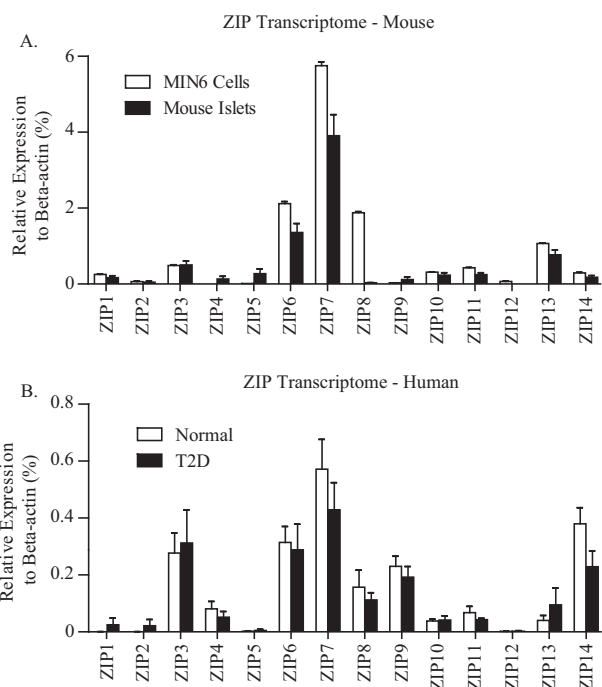 ZIP Transcriptome - Mouse
A.
Relative Expression
to Beta-actin (%)
6
4
2
0
MIN6 Cells
Mouse Islets
ZIP1 ZIP2 ZIP3 ZIP4 ZIP5 ZIP6 ZIP7 ZIP8 ZIP9 ZIP10 ZIP11 ZIP12 ZIP13 ZIP14
ZIP Transcriptome - Human
B.
Relative Expression
to Beta-actin (%)
0.8
0.6
0.4
0.2
0
Normal
T2D
ZIP1 ZIP2 ZIP3 ZIP4 ZIP5 ZIP6 ZIP7 ZIP8 ZIP9 ZIP10 ZIP11 ZIP12 ZIP13 ZIP14